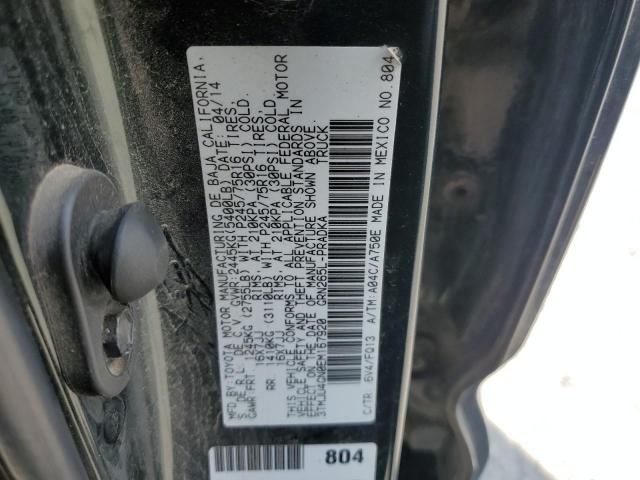 MFD.BY:TOYOTA MOTOR MANUFACTURING DE BAJA CALIFORNIA,
S.DE R.L. DE C.V. GVWR:2445KG(5400LB) DATE: 04/14
GAWR:FRT. 1245KG (2755LB) WITH P245/75R16 TIRES,
16X7JJ RIMS, AT 210KPA (30PSI) COLD.
RR. 1410KG (3110LB) WITH P245/75R16 TIRES,
16X7JJ RIMS, AT 210KPA (30PSI) COLD.
THIS VEHICLE CONFORMS TO ALL APPLICABLE FEDERAL MOTOR
VEHICLE SAFETY AND THEFT PREVENTION STANDARDS IN
EFFECT ON THE DATE OF MANUFACTURE SHOWN ABOVE.
3TMJU4GN0EM167920 GRN265L-PRADKA TRUCK
C/TR: 6V4/FQ13 A/TM:A04C/A750E MADE IN MEXICO NO.804
804